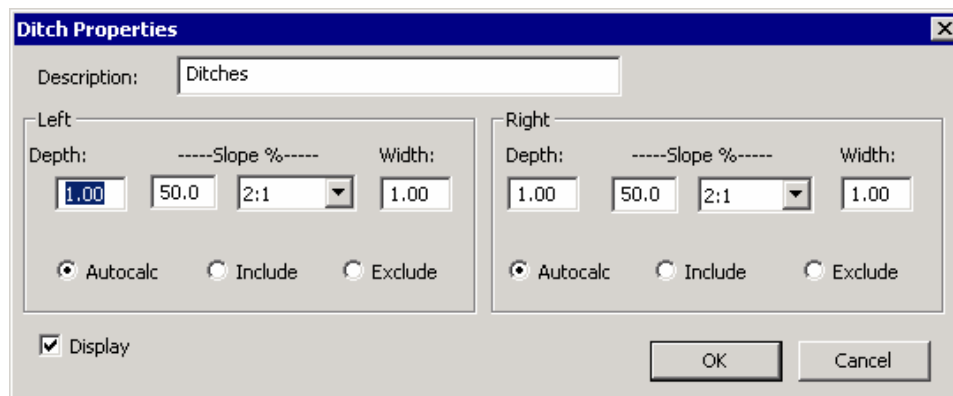 Ditch Properties
Description: Ditches
Left
Depth: -----Slope %----- Width:
1.00 50.0 2:1 1.00
Autocalc Include Exclude
Right
Depth: -----Slope %----- Width:
1.00 50.0 2:1 1.00
Autocalc Include Exclude
Display
OK Cancel